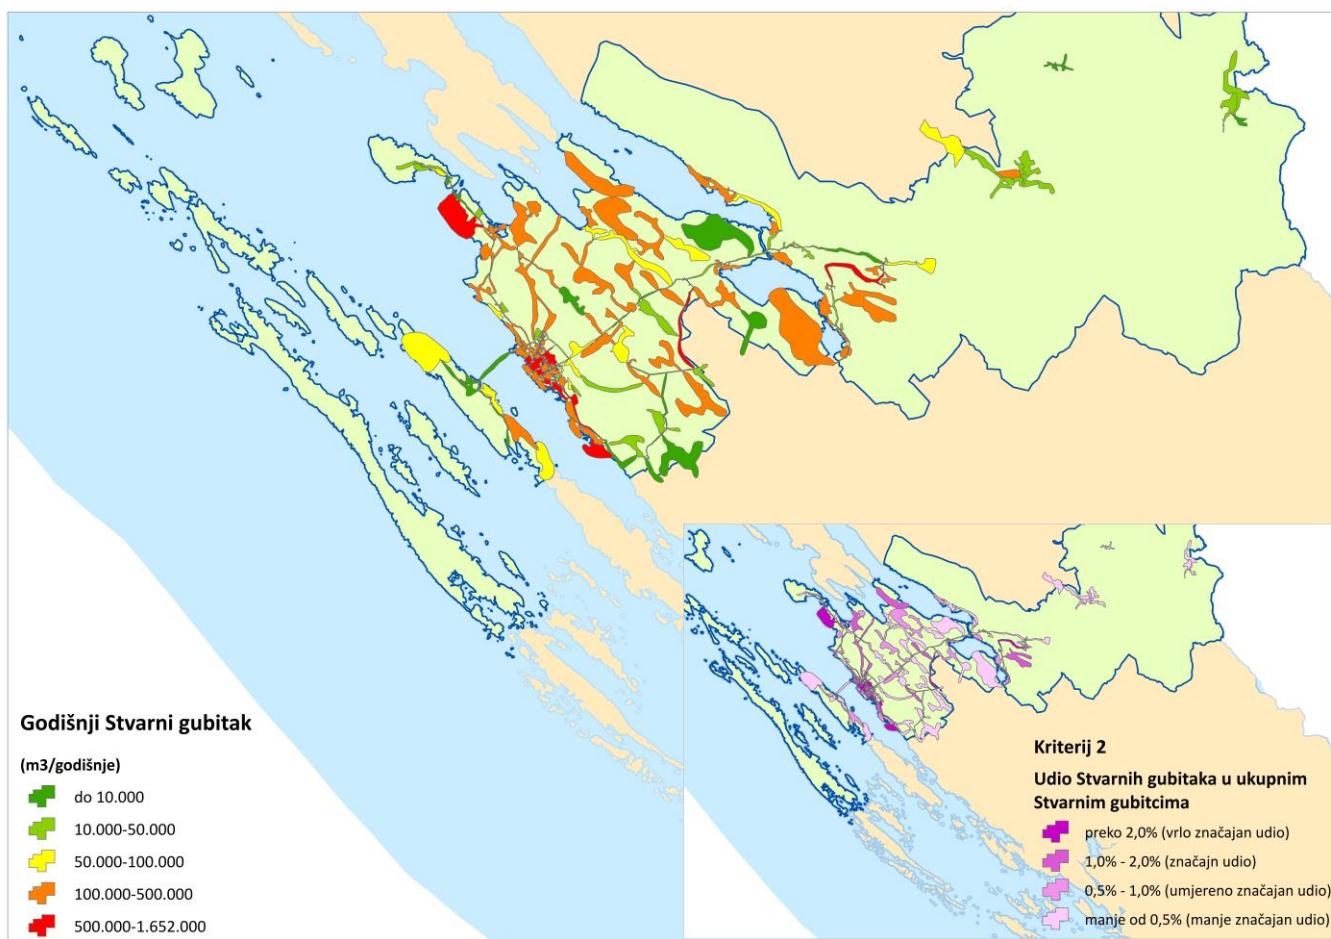 Godišnji Stvarni gubitak
(m3/godišnje)
do 10.000
10.000-50.000
50.000-100.000
100.000-500.000
500.000-1.652.000
Kriterij 2
Udio Stvarnih gubitaka u ukupnim
Stvarnim gubitcima
preko 2,0% (vrlo značajan udio)
1,0% - 2,0% (značajn udio)
0,5% - 1,0% (umjereno značajan udio)
manje od 0,5% (manje značajan udio)